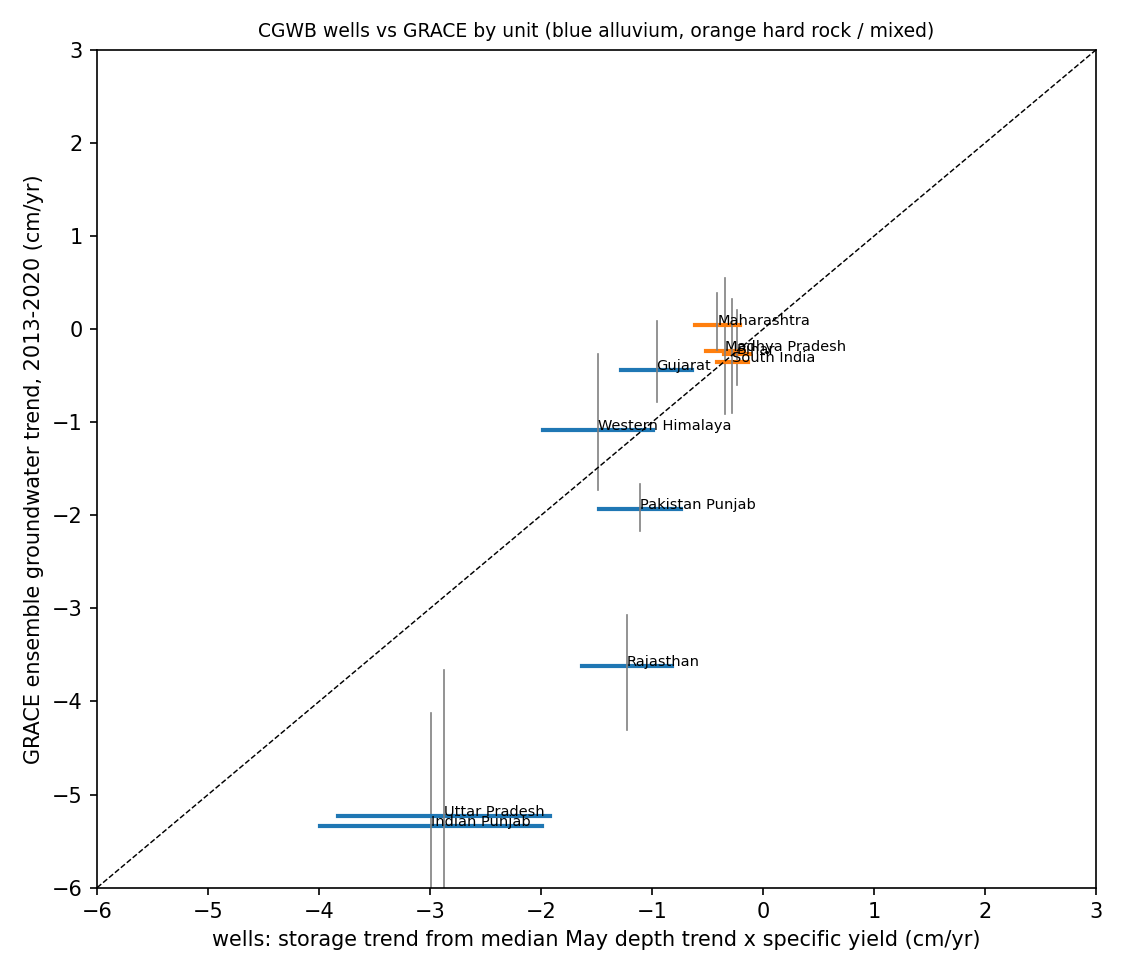 CGWB wells vs GRACE by unit (blue alluvium, orange hard rock / mixed)
GRACE ensemble groundwater trend, 2013-2020 (cm/yr)
3
2
1
0
−1
−2
−3
−4
−5
−6
Maharashtra
Madhya Pradesh
South India
Gujarat
Western Himalaya
Pakistan Punjab
Rajasthan
Uttar Pradesh
Indian Punjab
−6
−5
−4
−3
−2
−1
0
1
2
3
wells: storage trend from median May depth trend x specific yield (cm/yr)